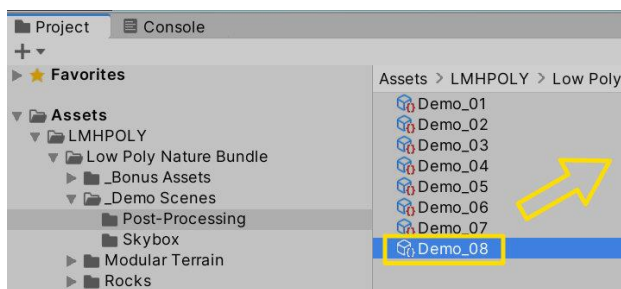 Project Console
Favorites
Assets
LMHPOLY
Low Poly Nature Bundle
_Bonus Assets
_Demo Scenes
Post-Processing
Skybox
Modular Terrain
Rocks
Assets > LMHPOLY > Low Poly
Demo_01
Demo_02
Demo_03
Demo_04
Demo_05
Demo_06
Demo_07
Demo_08